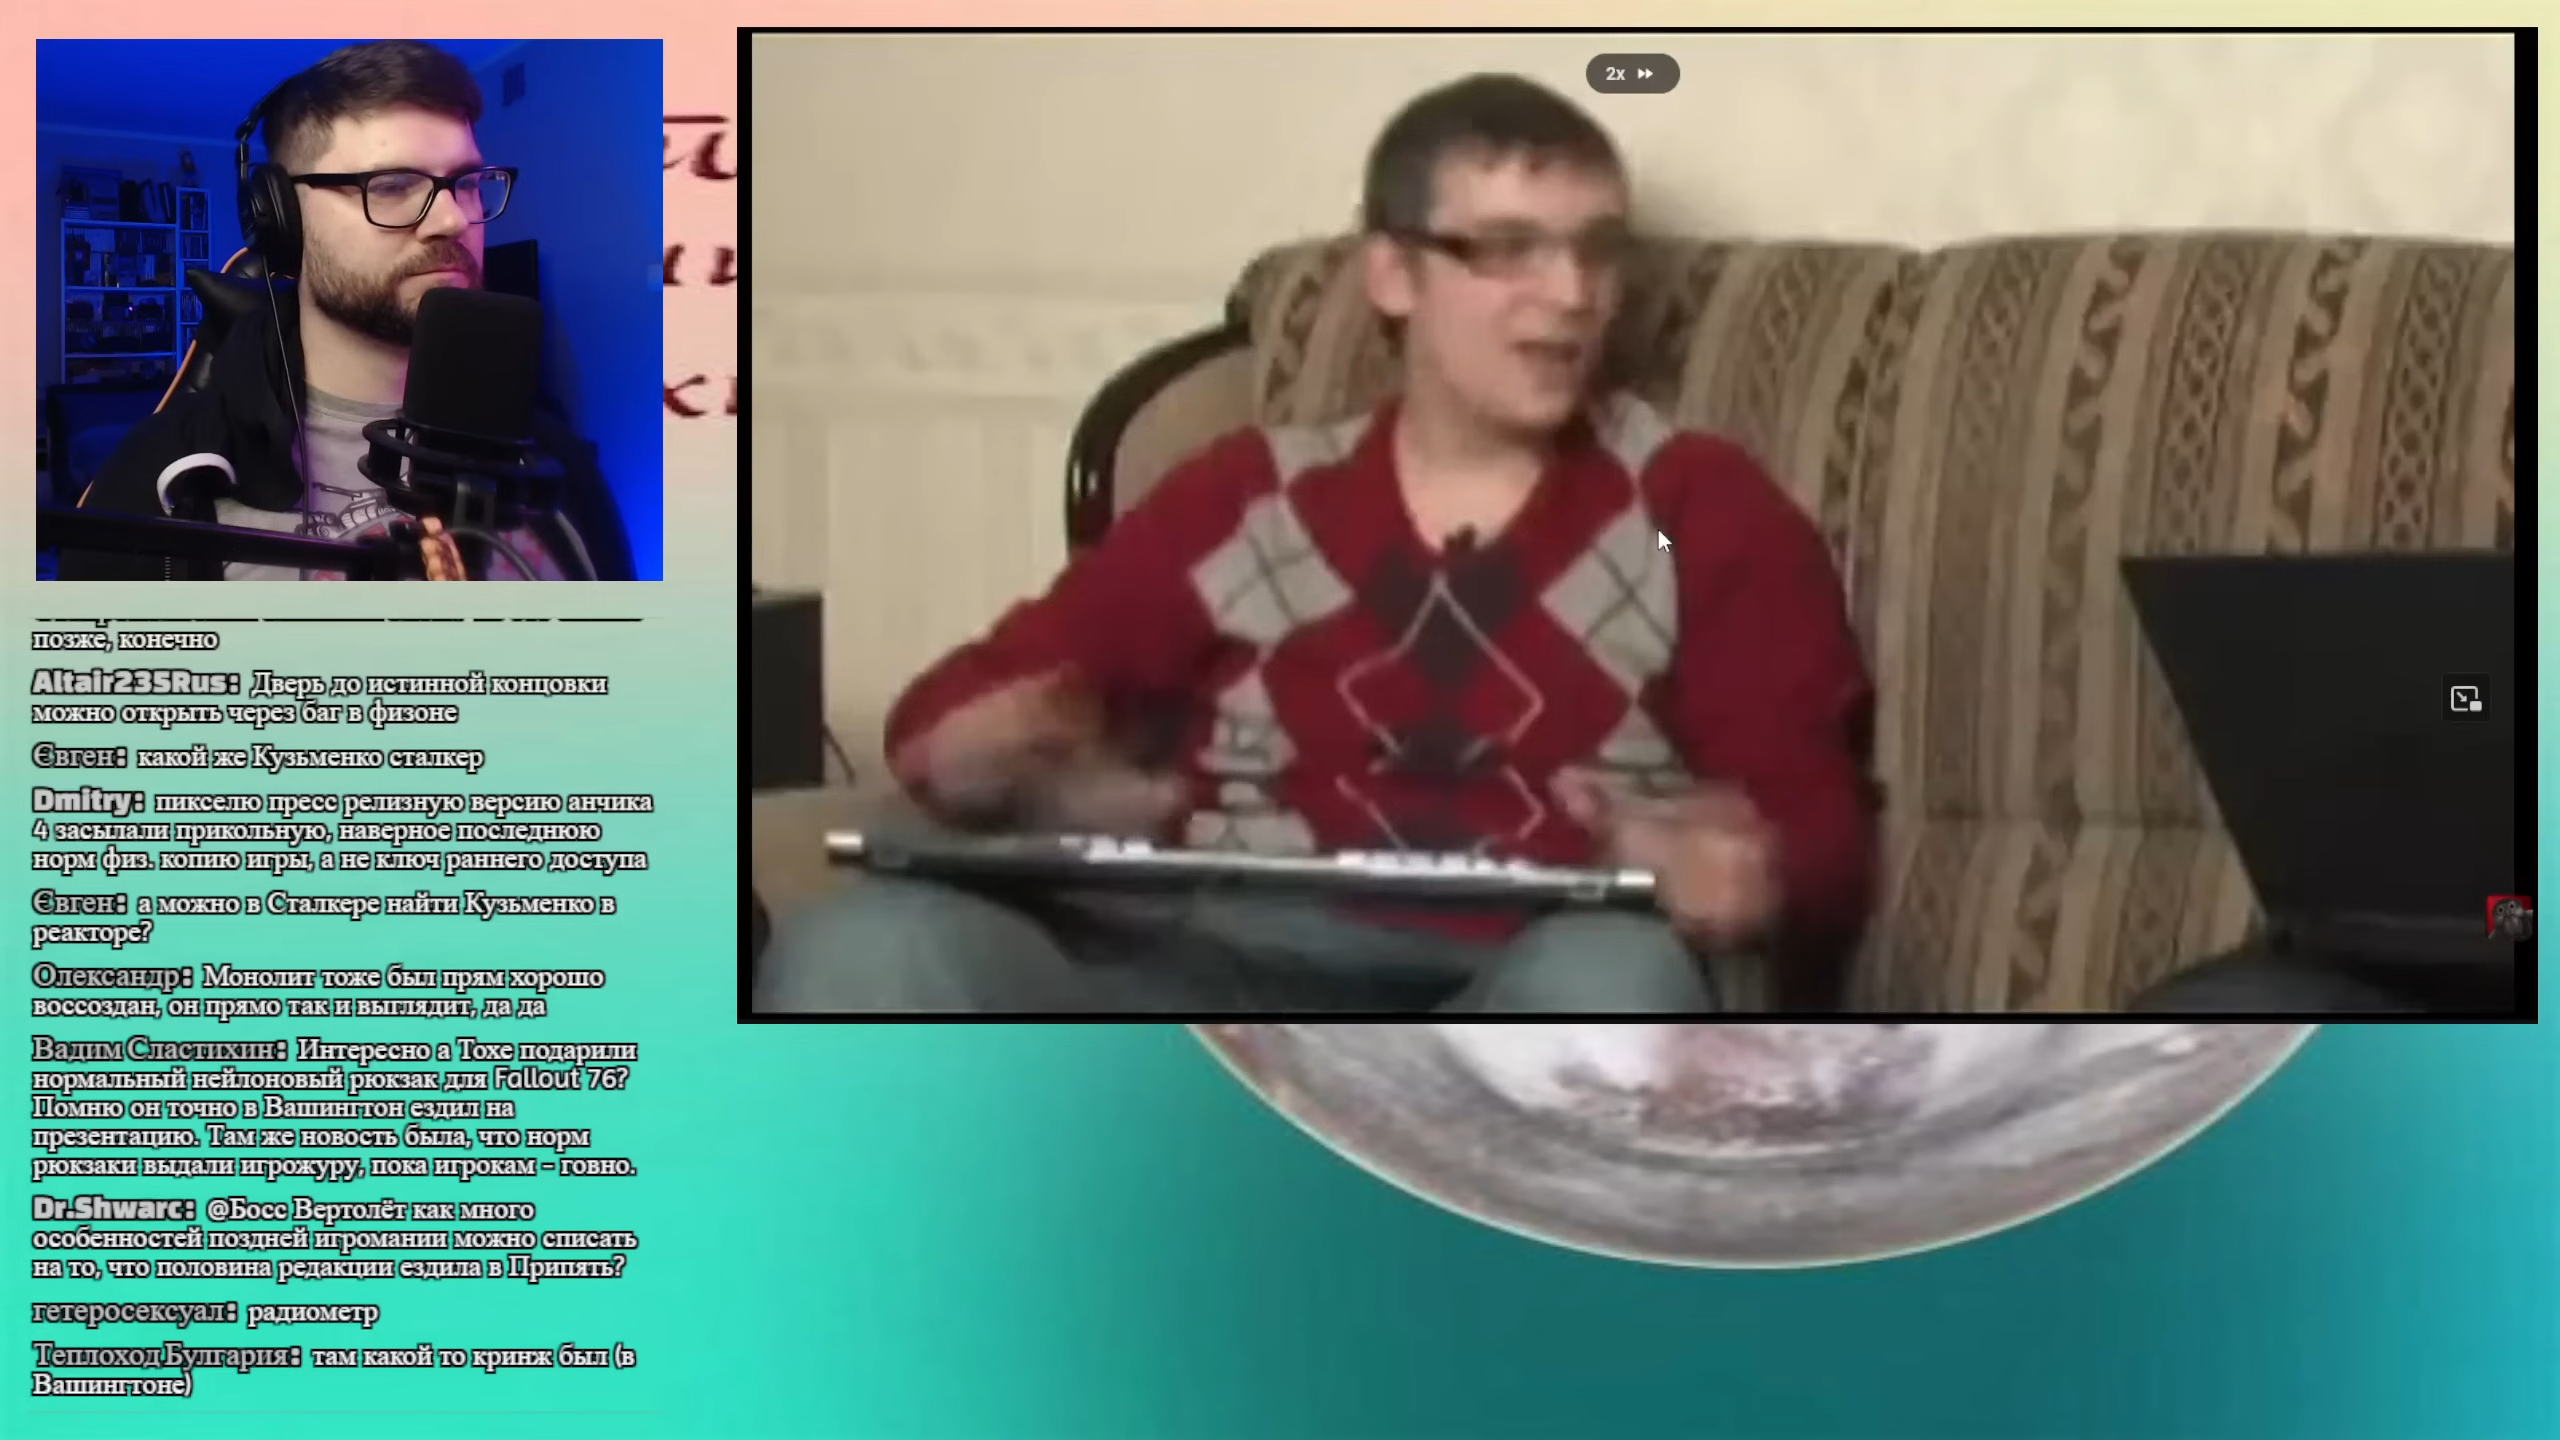 2x
позже, конечно
Altair235Rus: Дверь до истинной концовки
можно открыть через баг в физоне
Євген: какой же Кузьменко сталкер
Dmitry: пикселю пресс релизную версию анчика
4 засылали прикольную, наверное последнюю
норм физ. копию игры, а не ключ раннего доступа
Євген: а можно в Сталкере найти Кузьменко в
реакторе?
Олександр: Монолит тоже был прям хорошо
воссоздан, он прямо так и выглядит, да да
Вадим Сластихин: Интересно а Тохе подарили
нормальный нейлоновый рюкзак для Fallout 76?
Помню он точно в Вашингтон ездил на
презентацию. Там же новость была, что норм
рюкзаки выдали игрожуру, пока игрокам - говно.
Dr.Shwarc: @Босс Вертолёт как много
особенностей поздней игромании можно списать
на то, что половина редакции ездила в Припять?
гетеросексуал: радиометр
Теплоход Булгария: там какой то кринж был (в
Вашингтоне)